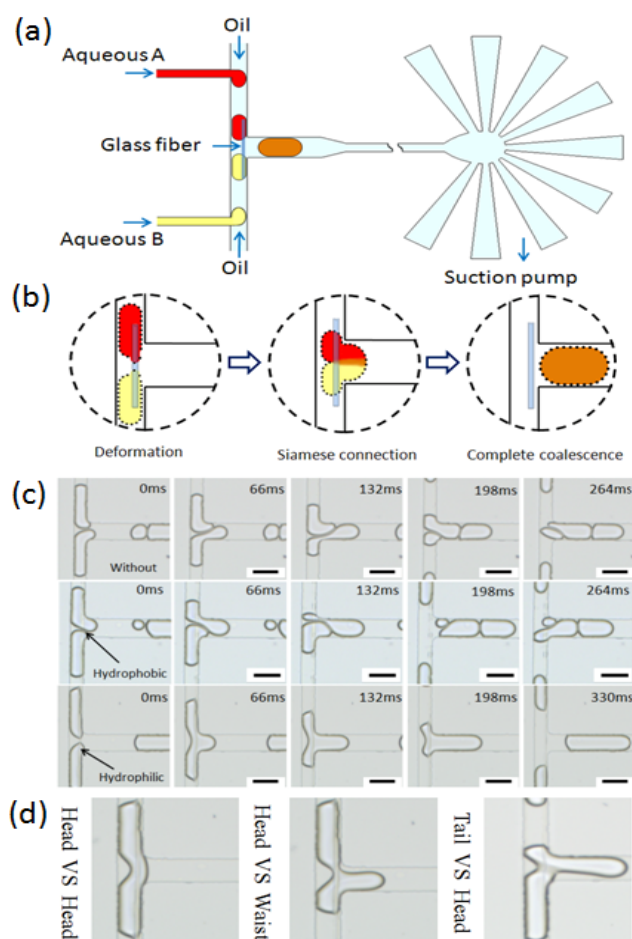 (a)
Oil
Aqueous A
Glass fiber
Aqueous B
Oil
Suction pump
(b)
Deformation
Siamese connection
Complete coalescence
(c)
0ms
66ms
132ms
198ms
264ms
Without
0ms
66ms
132ms
198ms
264ms
Hydrophobic
0ms
66ms
132ms
198ms
330ms
Hydrophilic
(d)
Head VS Head
Head VS Waist
Tail VS Head